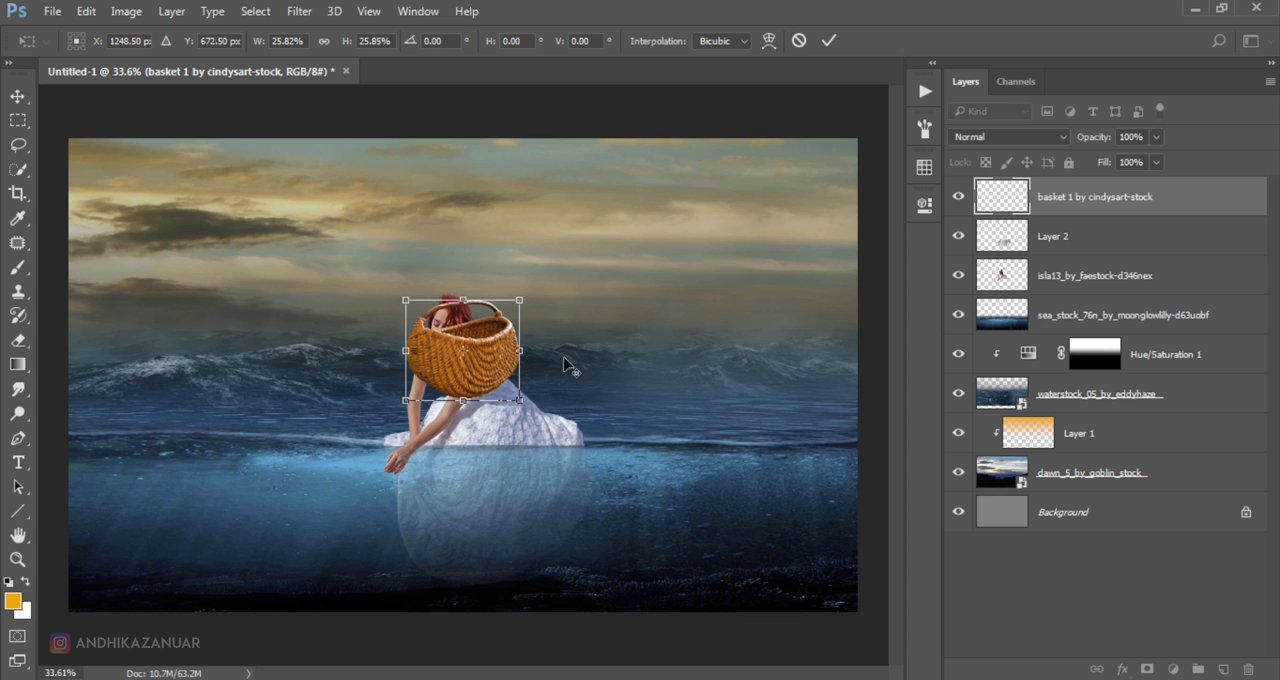 Ps File Edit Image Layer Type Select Filter 3D View Window Help
X: 1248.50 px Y: 672.50 px W: 25.82% H: 25.85% 0.00 ° H: 0.00 ° V: 0.00 ° Interpolation: Bicubic
Untitled-1 @ 33.6% (basket 1 by cindysart-stock, RGB/8#) * ×
Layers Channels
Kind
Normal Opacity: 100%
Lock: Fill: 100%
basket 1 by cindysart-stock
Layer 2
isla13_by_faestock-d346nex
sea_stock_76n_by_moonglowlilly-d63uobf
Hue/Saturation 1
waterstock_05_by_eddyhaze
Layer 1
dawn_5_by_goblin_stock
Background
ANDHIKAZANUAR
33.61% Doc: 10.7M/63.2M